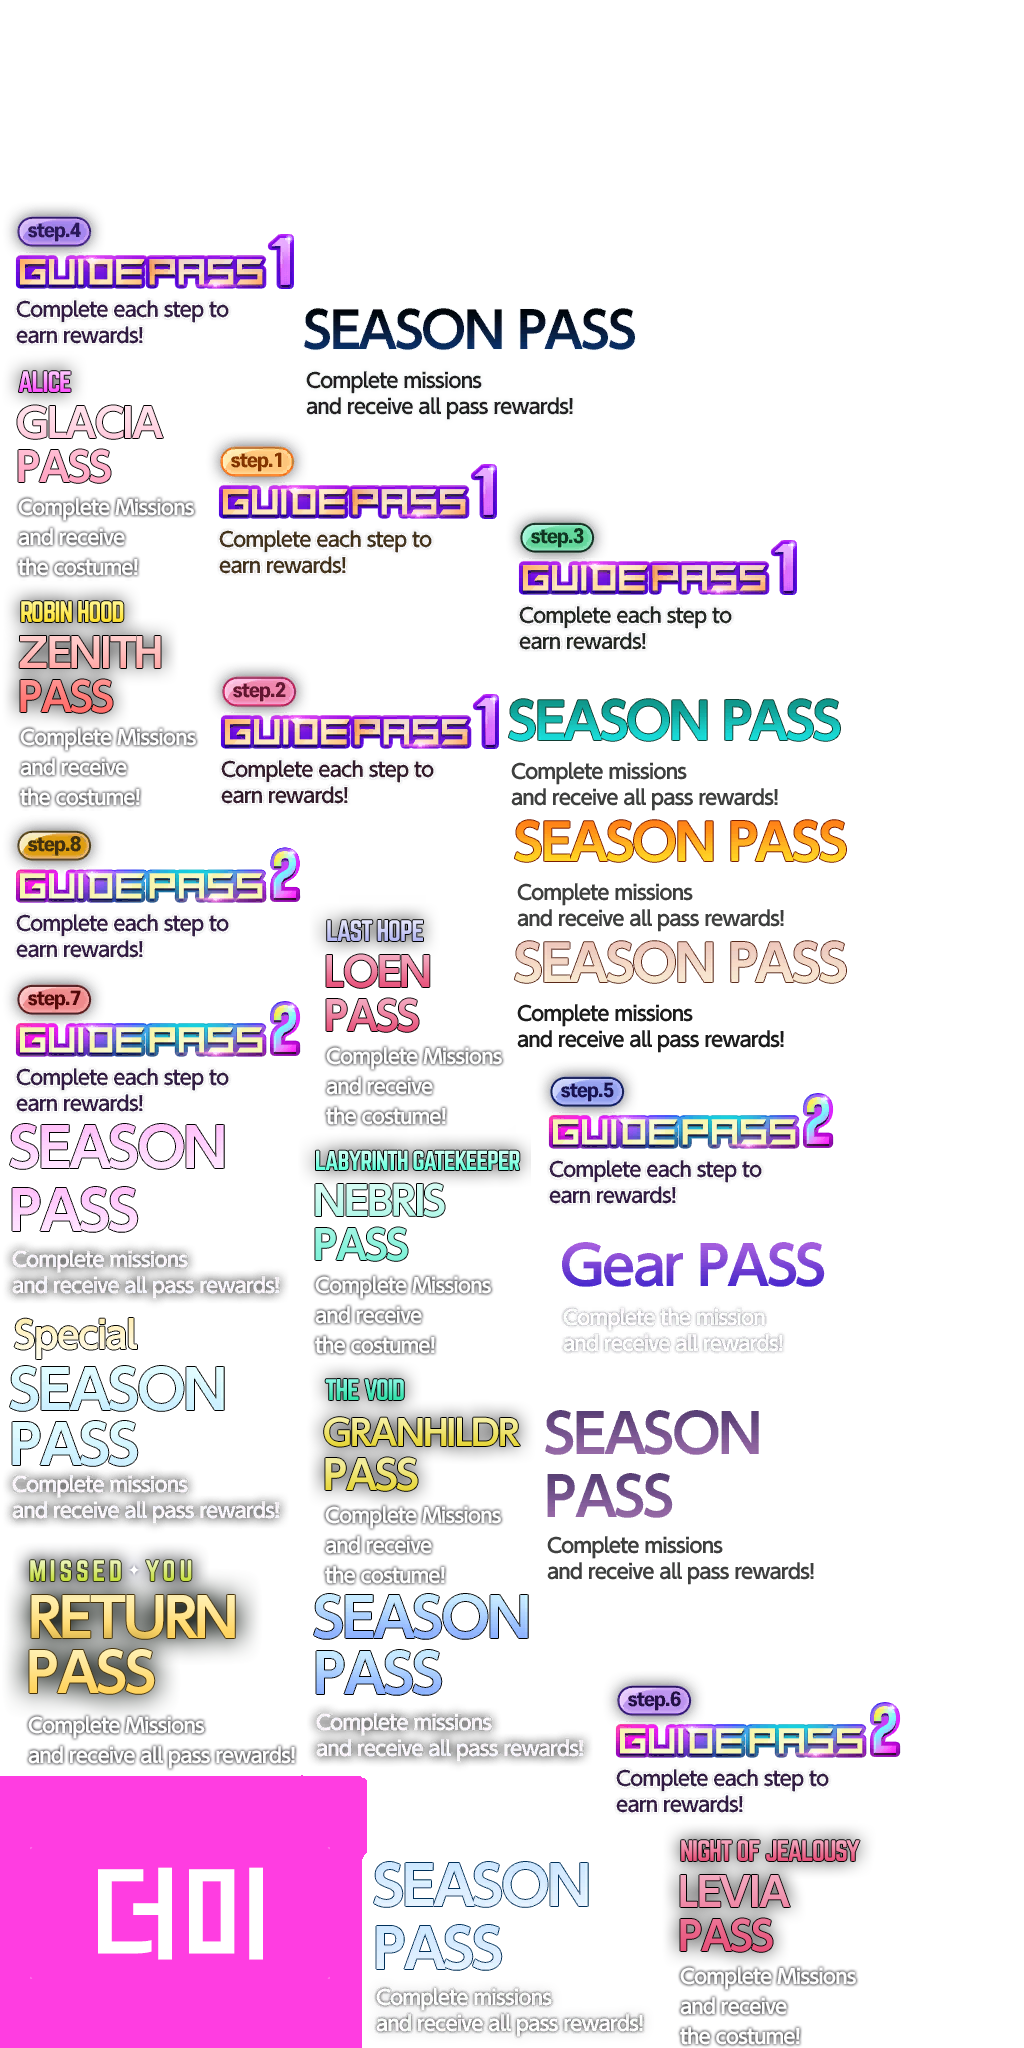 step.4
GUIDEPASS 1
Complete each step to
earn rewards!
SEASON PASS
Complete missions
and receive all pass rewards!
ALICE
GLACIA
PASS
Complete Missions
and receive
the costume!
step.1
GUIDEPASS 1
Complete each step to
earn rewards!
step.3
GUIDEPASS 1
Complete each step to
earn rewards!
ROBIN HOOD
ZENITH
PASS
Complete Missions
and receive
the costume!
step.2
GUIDEPASS 1
Complete each step to
earn rewards!
SEASON PASS
Complete missions
and receive all pass rewards!
SEASON PASS
Complete missions
and receive all pass rewards!
SEASON PASS
Complete missions
and receive all pass rewards!
step.8
GUIDEPASS 2
Complete each step to
earn rewards!
LAST HOPE
LOEN
PASS
Complete Missions
and receive
the costume!
step.7
GUIDEPASS 2
Complete each step to
earn rewards!
step.5
GUIDEPASS 2
Complete each step to
earn rewards!
SEASON
PASS
Complete missions
and receive all pass rewards!
LABYRINTH GATEKEEPER
NEBRIS
PASS
Complete Missions
and receive
the costume!
Gear PASS
Complete the mission
and receive all rewards!
Special
SEASON
PASS
Complete missions
and receive all pass rewards!
THE VOID
GRANHILDR
PASS
Complete Missions
and receive
the costume!
SEASON
PASS
Complete missions
and receive all pass rewards!
MISSED YOU
RETURN
PASS
Complete Missions
and receive all pass rewards!
SEASON
PASS
Complete missions
and receive all pass rewards!
step.6
GUIDEPASS 2
Complete each step to
earn rewards!
더미
SEASON
PASS
Complete missions
and receive all pass rewards!
NIGHT OF JEALOUSY
LEVIA
PASS
Complete Missions
and receive
the costume!